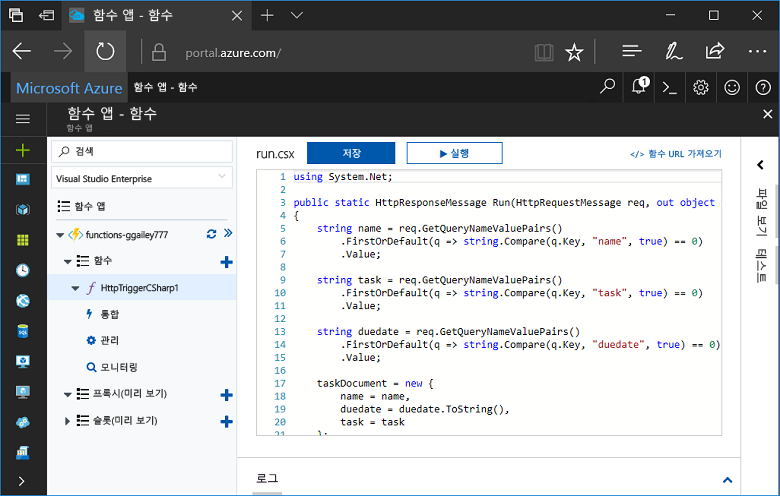 함수 앱 - 함수
portal.azure.com/
Microsoft Azure 함수 앱 - 함수
1
함수 앱 - 함수
함수 앱
검색
Visual Studio Enterprise
함수 앱
functions-ggailey777
함수
HttpTriggerCSharp1
통합
관리
모니터링
프록시(미리 보기)
슬롯(미리 보기)
run.csx 저장 실행 </> 함수 URL 가져오기
1 using System.Net;
2
3 public static HttpResponseMessage Run(HttpRequestMessage req, out object
4 {
5 string name = req.GetQueryNameValuePairs()
6 .FirstOrDefault(q => string.Compare(q.Key, "name", true) == 0)
7 .Value;
8
9 string task = req.GetQueryNameValuePairs()
10 .FirstOrDefault(q => string.Compare(q.Key, "task", true) == 0)
11 .Value;
12
13 string duedate = req.GetQueryNameValuePairs()
14 .FirstOrDefault(q => string.Compare(q.Key, "duedate", true) == 0)
15 .Value;
16
17 taskDocument = new {
18 name = name,
19 duedate = duedate.ToString(),
20 task = task
21 };
로그
파일 보기
테스트